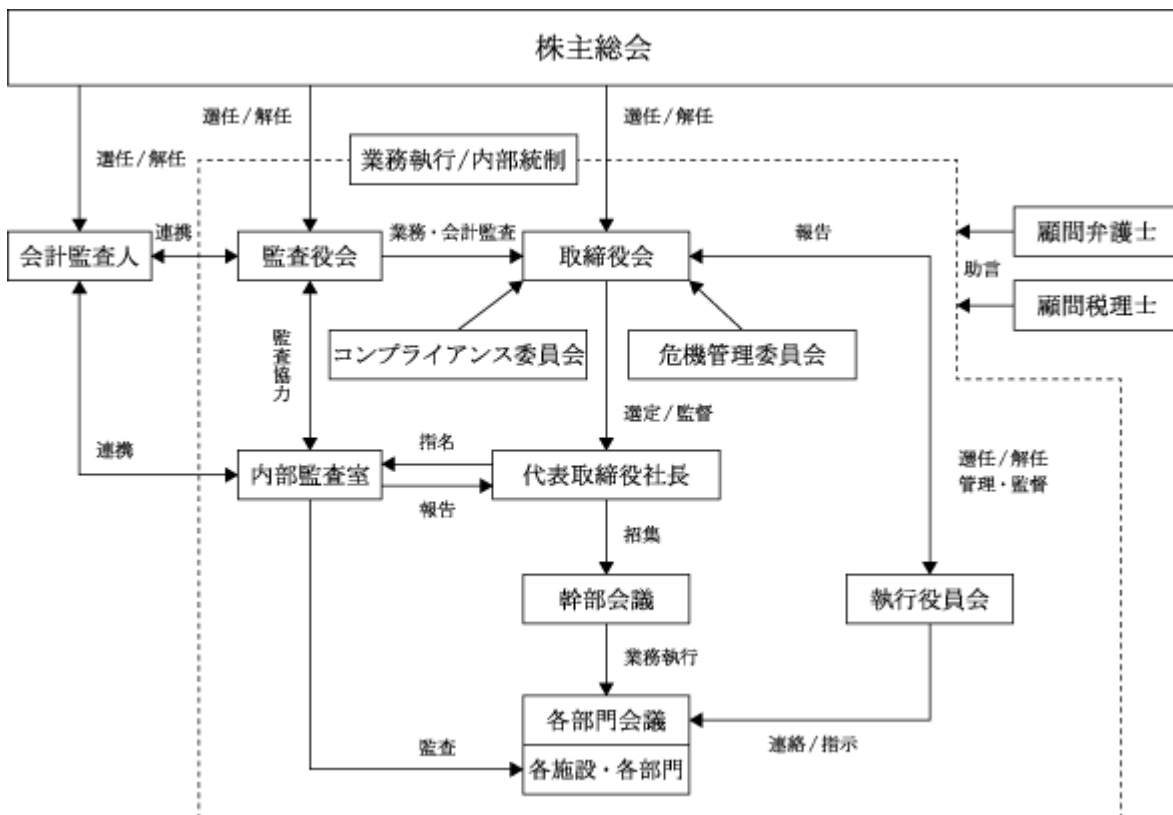 株主総会
選任/解任
選任/解任
選任/解任
業務執行/内部統制
会計監査人
連携
監査役会
業務・会計監査
取締役会
報告
顧問弁護士
助言
顧問税理士
コンプライアンス委員会
危機管理委員会
監査協力
選定/監督
連携
内部監査室
指名
報告
代表取締役社長
選任/解任
管理・監督
招集
幹部会議
執行役員会
業務執行
各部門会議
連絡/指示
監査
各施設・各部門